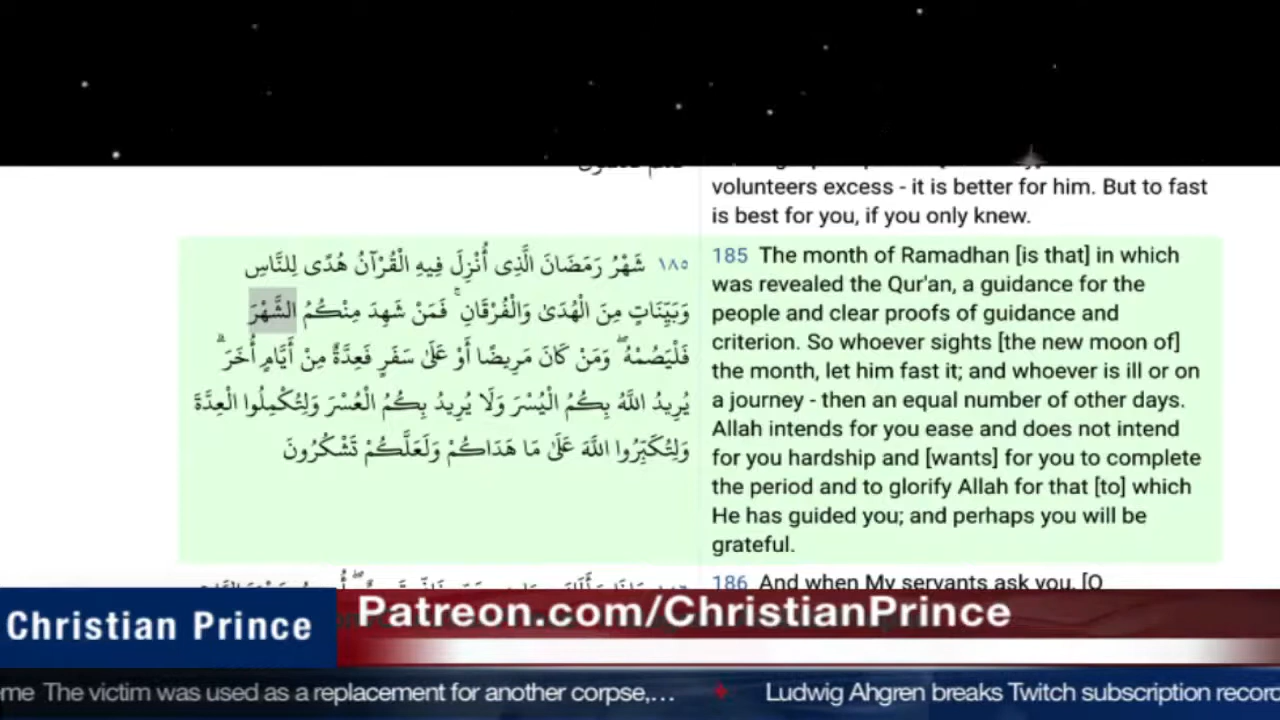 volunteers excess - it is better for him. But to fast
is best for you, if you only knew.
١٨٥ شَهْرُ رَمَضَانَ الَّذِى أُنْزِلَ فِيهِ الْقُرْآنُ هُدًى لِلنَّاسِ
وَبَيِّنَاتٍ مِنَ الْهُدَىٰ وَالْفُرْقَانِ ۚ فَمَنْ شَهِدَ مِنْكُمُ الشَّهْرَ
فَلْيَصُمْهُ ۖ وَمَنْ كَانَ مَرِيضًا أَوْ عَلَىٰ سَفَرٍ فَعِدَّةٌ مِنْ أَيَّامٍ أُخَرَ ۗ
يُرِيدُ اللَّهُ بِكُمُ الْيُسْرَ وَلَا يُرِيدُ بِكُمُ الْعُسْرَ وَلِتُكْمِلُوا الْعِدَّةَ
وَلِتُكَبِّرُوا اللَّهَ عَلَىٰ مَا هَدَاكُمْ وَلَعَلَّكُمْ تَشْكُرُونَ
185 The month of Ramadhan [is that] in which
was revealed the Qur'an, a guidance for the
people and clear proofs of guidance and
criterion. So whoever sights [the new moon of]
the month, let him fast it; and whoever is ill or on
a journey - then an equal number of other days.
Allah intends for you ease and does not intend
for you hardship and [wants] for you to complete
the period and to glorify Allah for that [to] which
He has guided you; and perhaps you will be
grateful.
186 And when My servants ask you, [O
Christian Prince
Patreon.com/ChristianPrince
me The victim was used as a replacement for another corpse,... Ludwig Ahgren breaks Twitch subscription record